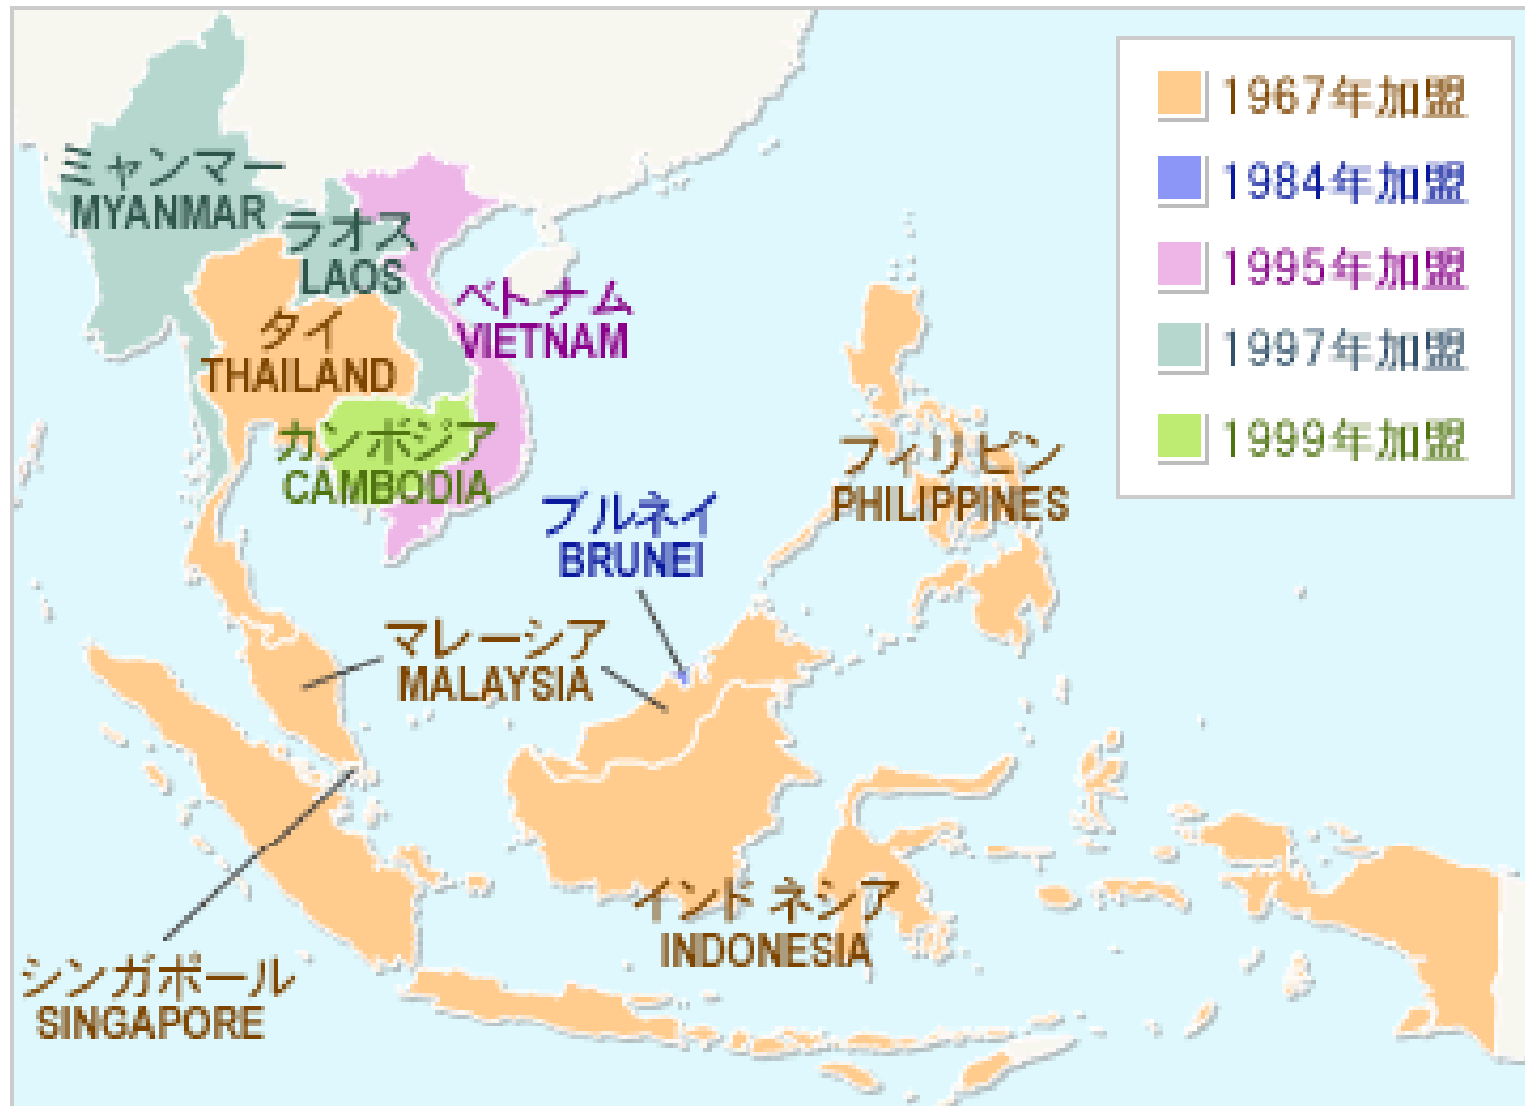 1967年加盟
1984年加盟
1995年加盟
1997年加盟
1999年加盟
ミャンマー
MYANMAR
ラオス
LAOS
ベトナム
VIETNAM
タイ
THAILAND
カンボジア
CAMBODIA
フィリピン
PHILIPPINES
ブルネイ
BRUNEI
マレーシア
MALAYSIA
インドネシア
INDONESIA
シンガポール
SINGAPORE